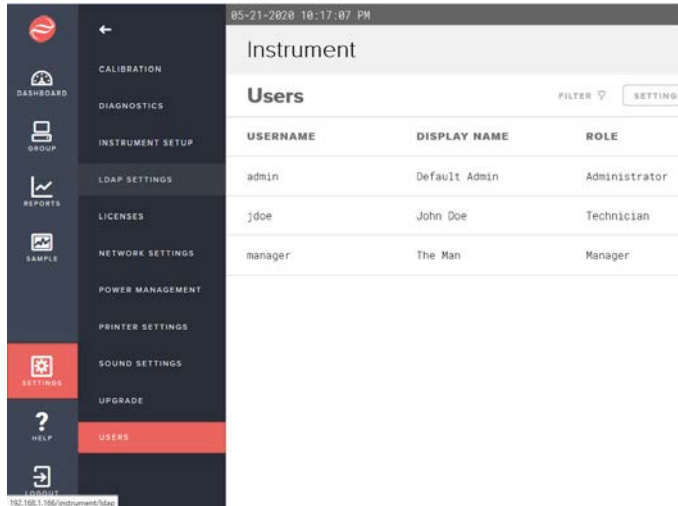 05-21-2020 10:17:07 PM
Instrument
Users
FILTER
SETTING
USERNAME DISPLAY NAME ROLE
admin Default Admin Administrator
jdoe John Doe Technician
manager The Man Manager
DASHBOARD
GROUP
REPORTS
SAMPLE
SETTINGS
HELP
LOGOUT
CALIBRATION
DIAGNOSTICS
INSTRUMENT SETUP
LDAP SETTINGS
LICENSES
NETWORK SETTINGS
POWER MANAGEMENT
PRINTER SETTINGS
SOUND SETTINGS
UPGRADE
USERS
192.168.1.166/instrument/ldap